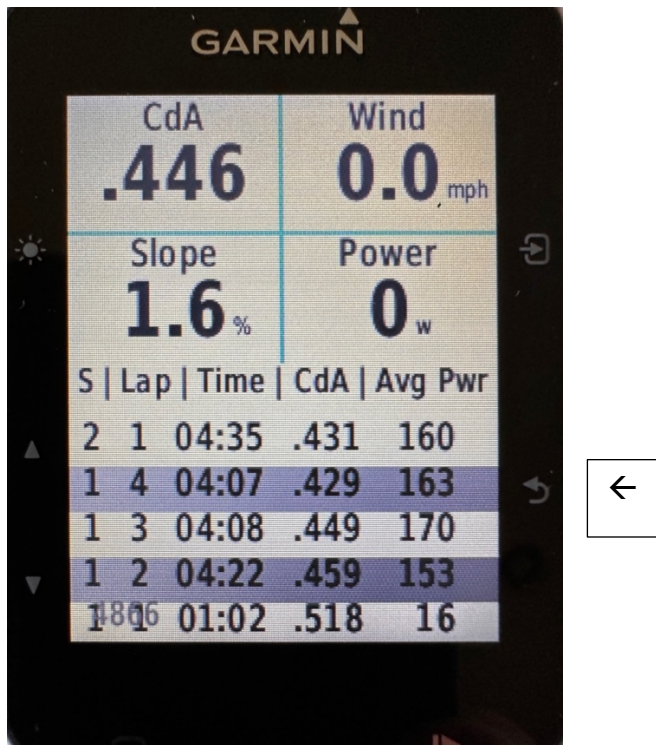 GARMIN
CdA Wind
.446 0.0 mph
Slope Power
1.6 % 0 w
S | Lap | Time | CdA | Avg Pwr
2 1 04:35 .431 160
1 4 04:07 .429 163
1 3 04:08 .449 170
1 2 04:22 .459 153
1 1 01:02 .518 16